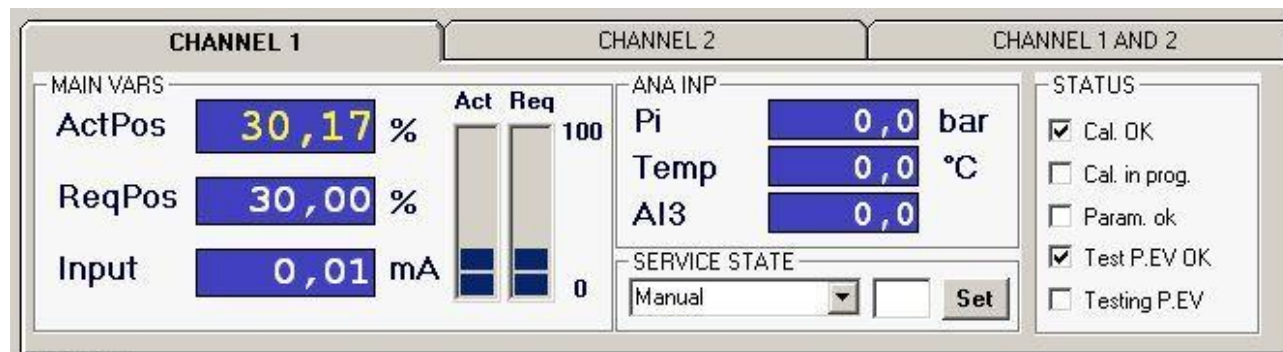 CHANNEL 1
CHANNEL 2
CHANNEL 1 AND 2
MAIN VARS
ActPos 30,17 %
ReqPos 30,00 %
Input 0,01 mA
Act Req
100
0
ANA INP
Pi 0,0 bar
Temp 0,0 °C
AI3 0,0
SERVICE STATE
Manual Set
STATUS
Cal. OK
Cal. in prog.
Param. ok
Test P.EV OK
Testing P.EV